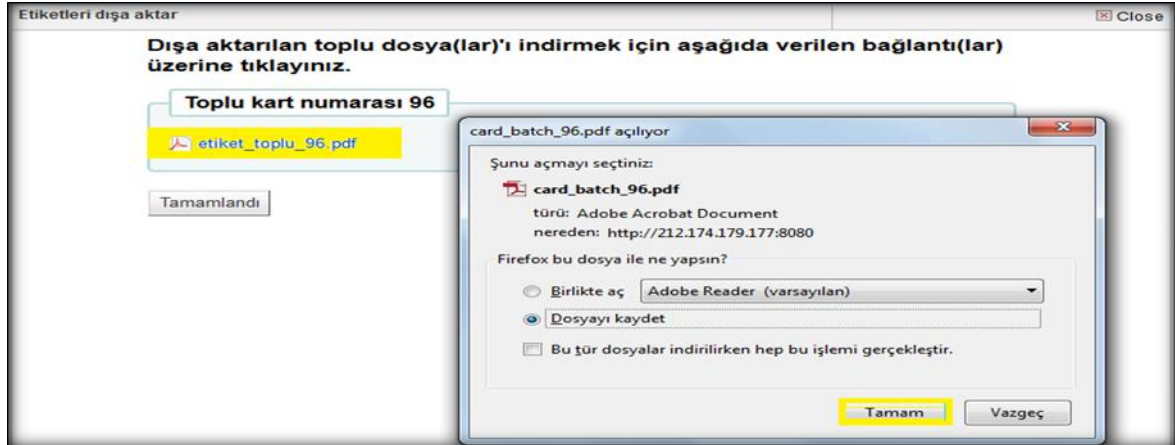 Etiketleri dışa aktar
Close
Dışa aktarılan toplu dosya(lar)'ı indirmek için aşağıda verilen bağlantı(lar)
üzerine tıklayınız.
Toplu kart numarası 96
etiket_toplu_96.pdf
Tamamlandı
card_batch_96.pdf açılıyor
Şunu açmayı seçtiniz:
card_batch_96.pdf
türü: Adobe Acrobat Document
nereden: http://212.174.179.177:8080
Firefox bu dosya ile ne yapsın?
Birlikte aç Adobe Reader (varsayılan)
Dosyayı kaydet
Bu tür dosyalar indirilirken hep bu işlemi gerçekleştir.
Tamam Vazgeç